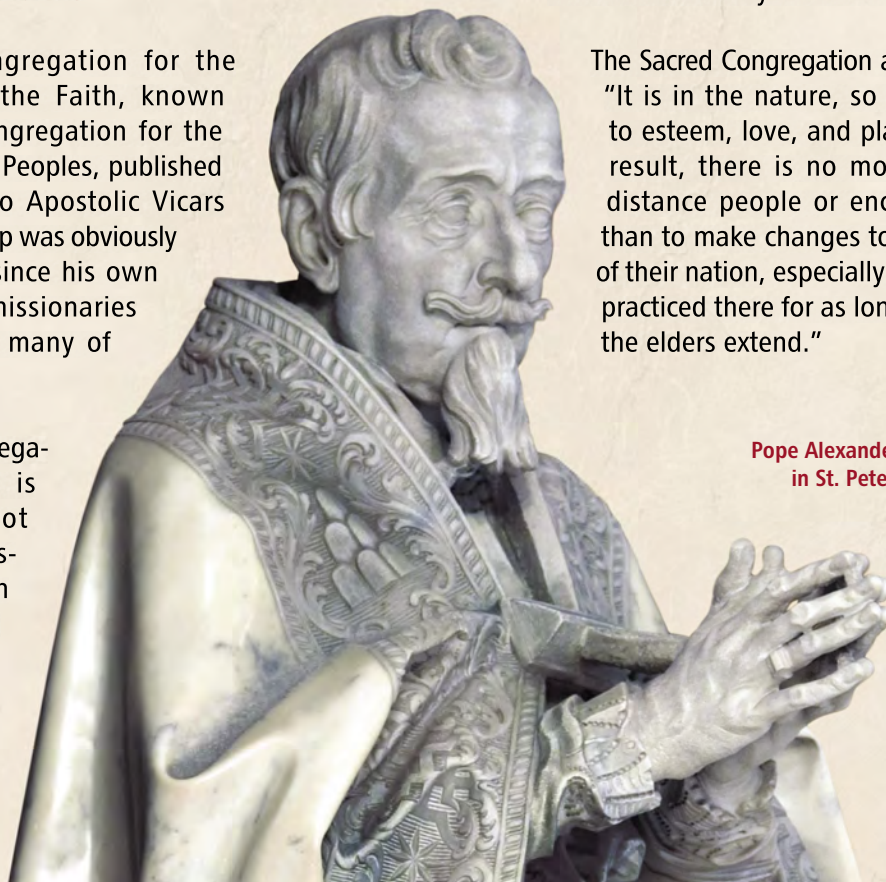 ngregation for the
the Faith, known
ngregation for the
Peoples, published
o Apostolic Vicars
p was obviously
since his own
missionaries
many of
ega-
is
ot
s-
n
The Sacred Congregation a
“It is in the nature, so
to esteem, love, and pla
result, there is no mo
distance people or enc
than to make changes to
of their nation, especially
practiced there for as lon
the elders extend.”
Pope Alexande
in St. Pete